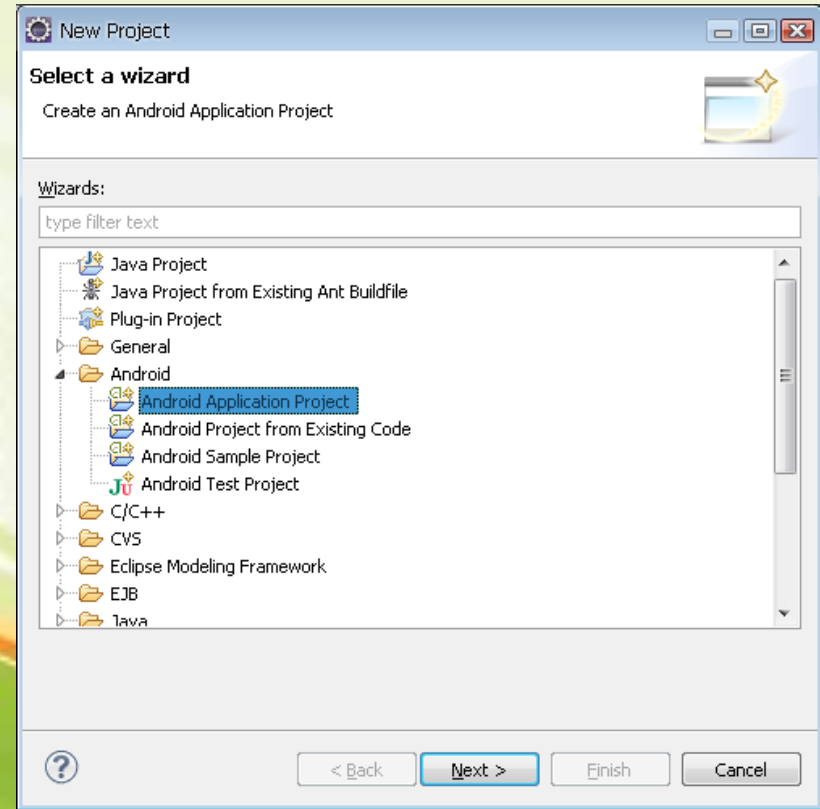 New Project
Select a wizard
Create an Android Application Project
Wizards:
type filter text
Java Project
Java Project from Existing Ant Buildfile
Plug-in Project
General
Android
Android Application Project
Android Project from Existing Code
Android Sample Project
Android Test Project
C/C++
CVS
Eclipse Modeling Framework
EJB
Java
< Back Next > Finish Cancel